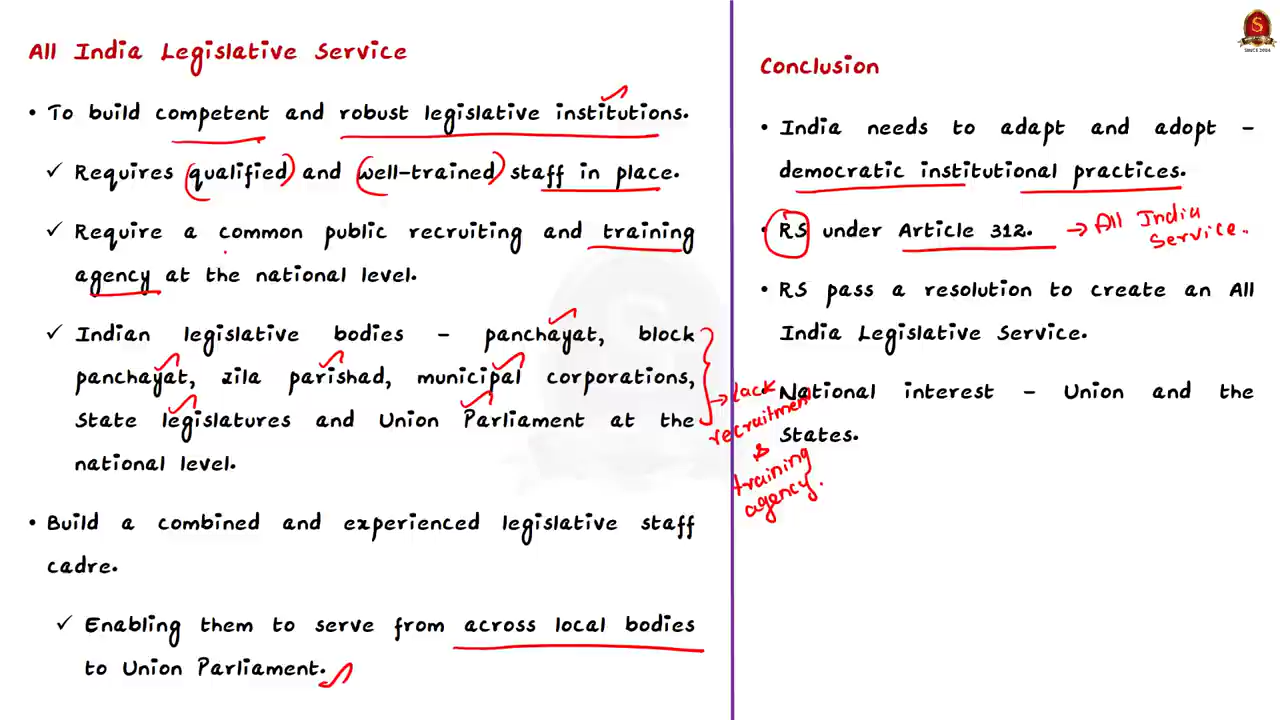 All India Legislative Service
• To build competent and robust legislative institutions.
✓ Requires qualified and well-trained staff in place.
✓ Require a common public recruiting and training
agency at the national level.
✓ Indian legislative bodies - panchayat, block
panchayat, zila parishad, municipal corporations,
State legislatures and Union Parliament at the
national level.
→ lack
recruitment
&
training
agency.
• Build a combined and experienced legislative staff
cadre.
✓ Enabling them to serve from across local bodies
to Union Parliament.
Conclusion
• India needs to adapt and adopt -
democratic institutional practices.
• RS under Article 312. → All India
Service.
• RS pass a resolution to create an All
India Legislative Service.
• National interest - Union and the
States.
S
SINCE 2004